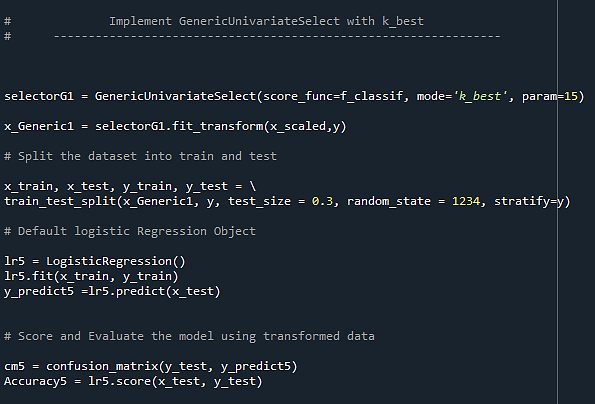 # Implement GenericUnivariateSelect with k_best
# ---------------------------------------------------------------
selectorG1 = GenericUnivariateSelect(score_func=f_classif, mode='k_best', param=15)
x_Generic1 = selectorG1.fit_transform(x_scaled,y)
# Split the dataset into train and test
x_train, x_test, y_train, y_test = \
train_test_split(x_Generic1, y, test_size = 0.3, random_state = 1234, stratify=y)
# Default logistic Regression Object
lr5 = LogisticRegression()
lr5.fit(x_train, y_train)
y_predict5 =lr5.predict(x_test)
# Score and Evaluate the model using transformed data
cm5 = confusion_matrix(y_test, y_predict5)
Accuracy5 = lr5.score(x_test, y_test)